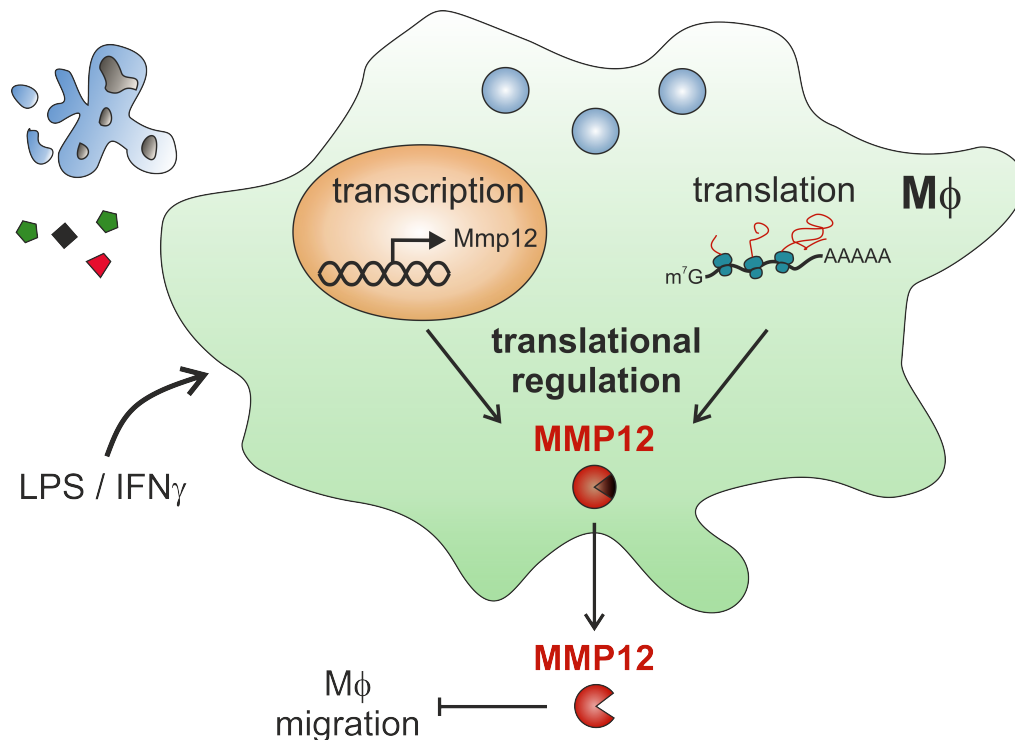 transcription
Mmp12
translation
Mϕ
m⁷G
AAAAA
translational
regulation
MMP12
LPS / IFNγ
MMP12
Mϕ
migration